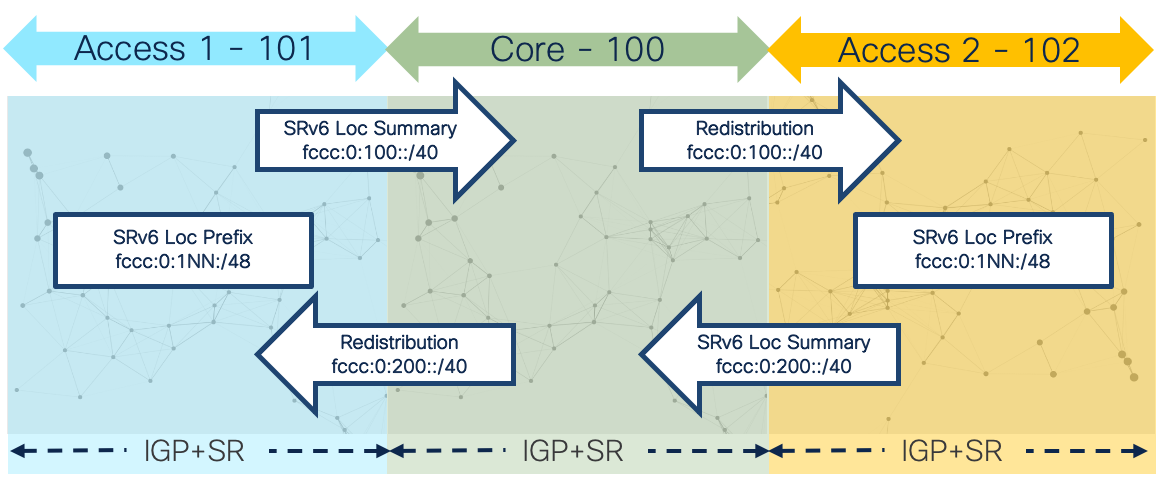 Access 1 - 101
Core - 100
Access 2 - 102
SRv6 Loc Summary
fccc:0:100::/40
Redistribution
fccc:0:100::/40
SRv6 Loc Prefix
fccc:0:1NN:/48
SRv6 Loc Prefix
fccc:0:1NN:/48
Redistribution
fccc:0:200::/40
SRv6 Loc Summary
fccc:0:200::/40
IGP+SR
IGP+SR
IGP+SR